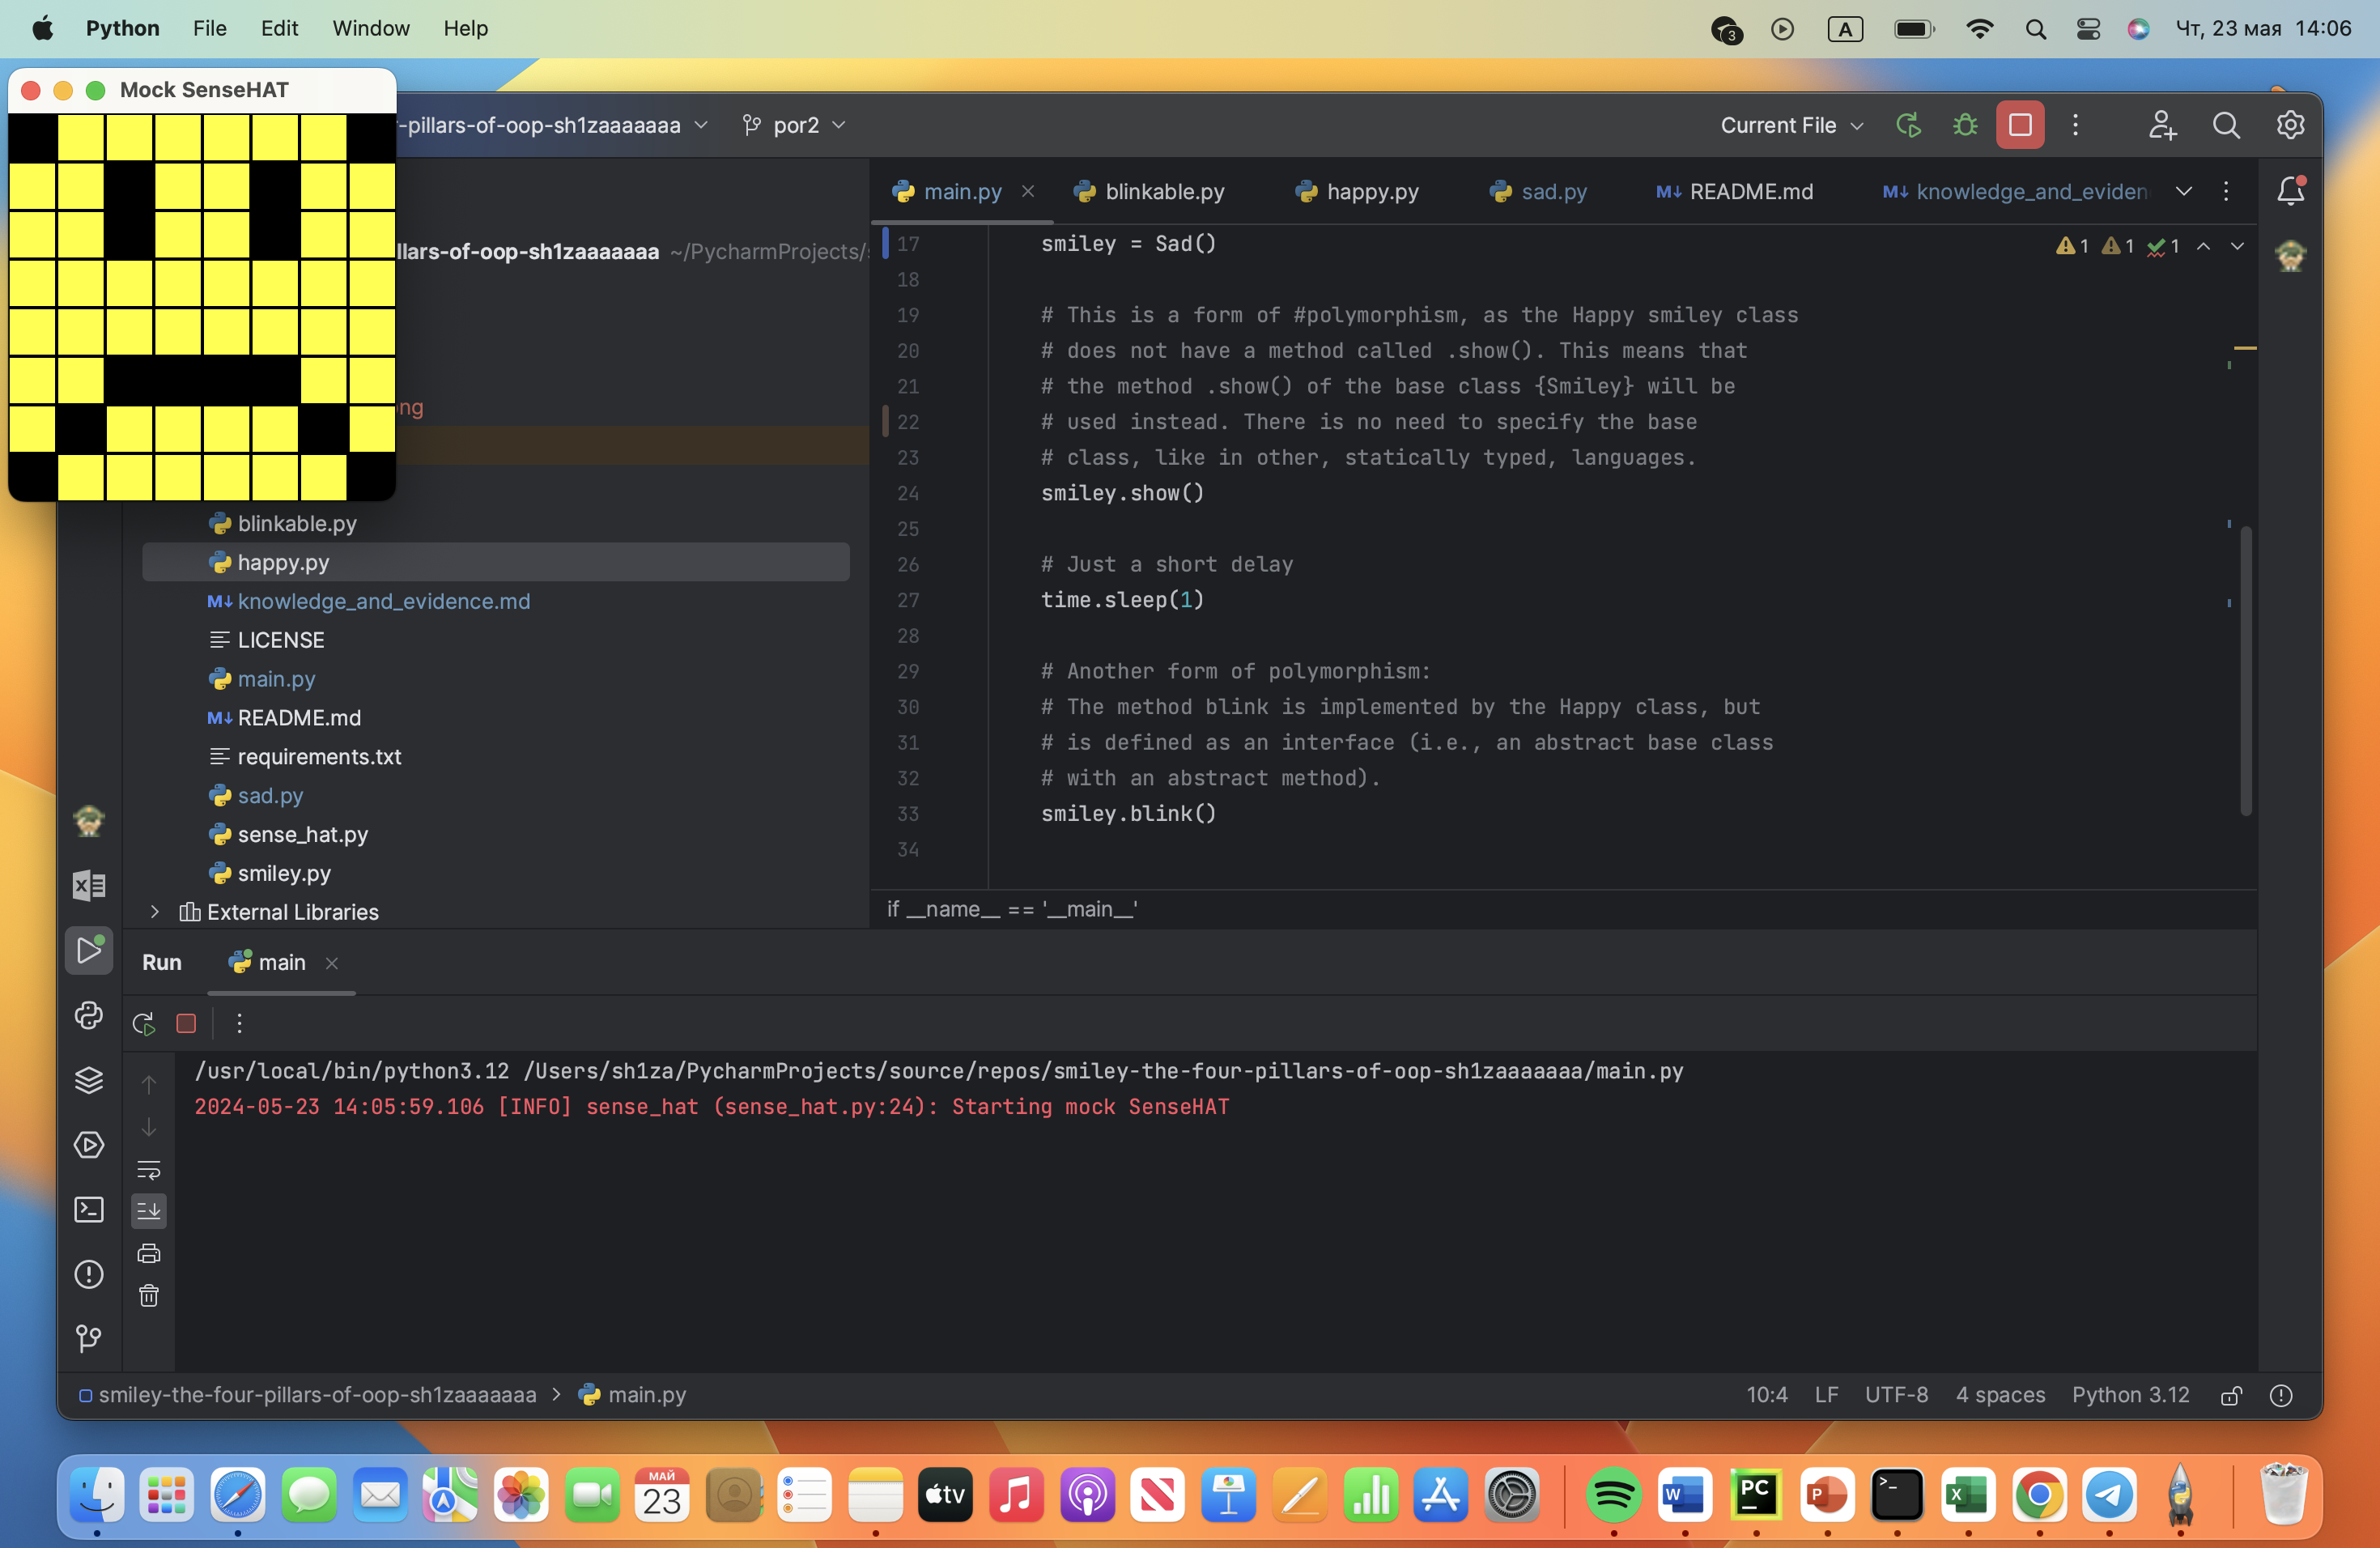 Python File Edit Window Help
3 A Чт, 23 мая 14:06
Mock SenseHAT
-pillars-of-oop-sh1zaaaaaaa por2
Current File
main.py blinkable.py happy.py sad.py README.md knowledge_and_eviden
llars-of-oop-sh1zaaaaaaa ~/PycharmProjects/
ng
blinkable.py
happy.py
knowledge_and_evidence.md
LICENSE
main.py
README.md
requirements.txt
sad.py
sense_hat.py
smiley.py
External Libraries
1 1 1
17 smiley = Sad()
18
19 # This is a form of #polymorphism, as the Happy smiley class
20 # does not have a method called .show(). This means that
21 # the method .show() of the base class {Smiley} will be
22 # used instead. There is no need to specify the base
23 # class, like in other, statically typed, languages.
24 smiley.show()
25
26 # Just a short delay
27 time.sleep(1)
28
29 # Another form of polymorphism:
30 # The method blink is implemented by the Happy class, but
31 # is defined as an interface (i.e., an abstract base class
32 # with an abstract method).
33 smiley.blink()
34
if __name__ == '__main__'
Run main
/usr/local/bin/python3.12 /Users/sh1za/PycharmProjects/source/repos/smiley-the-four-pillars-of-oop-sh1zaaaaaaa/main.py
2024-05-23 14:05:59.106 [INFO] sense_hat (sense_hat.py:24): Starting mock SenseHAT
smiley-the-four-pillars-of-oop-sh1zaaaaaaa > main.py
10:4 LF UTF-8 4 spaces Python 3.12
МАЙ
23
tv
W
PC
P
X